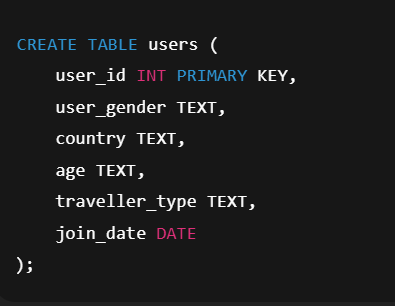 CREATE TABLE users (
    user_id INT PRIMARY KEY,
    user_gender TEXT,
    country TEXT,
    age TEXT,
    traveller_type TEXT,
    join_date DATE
);